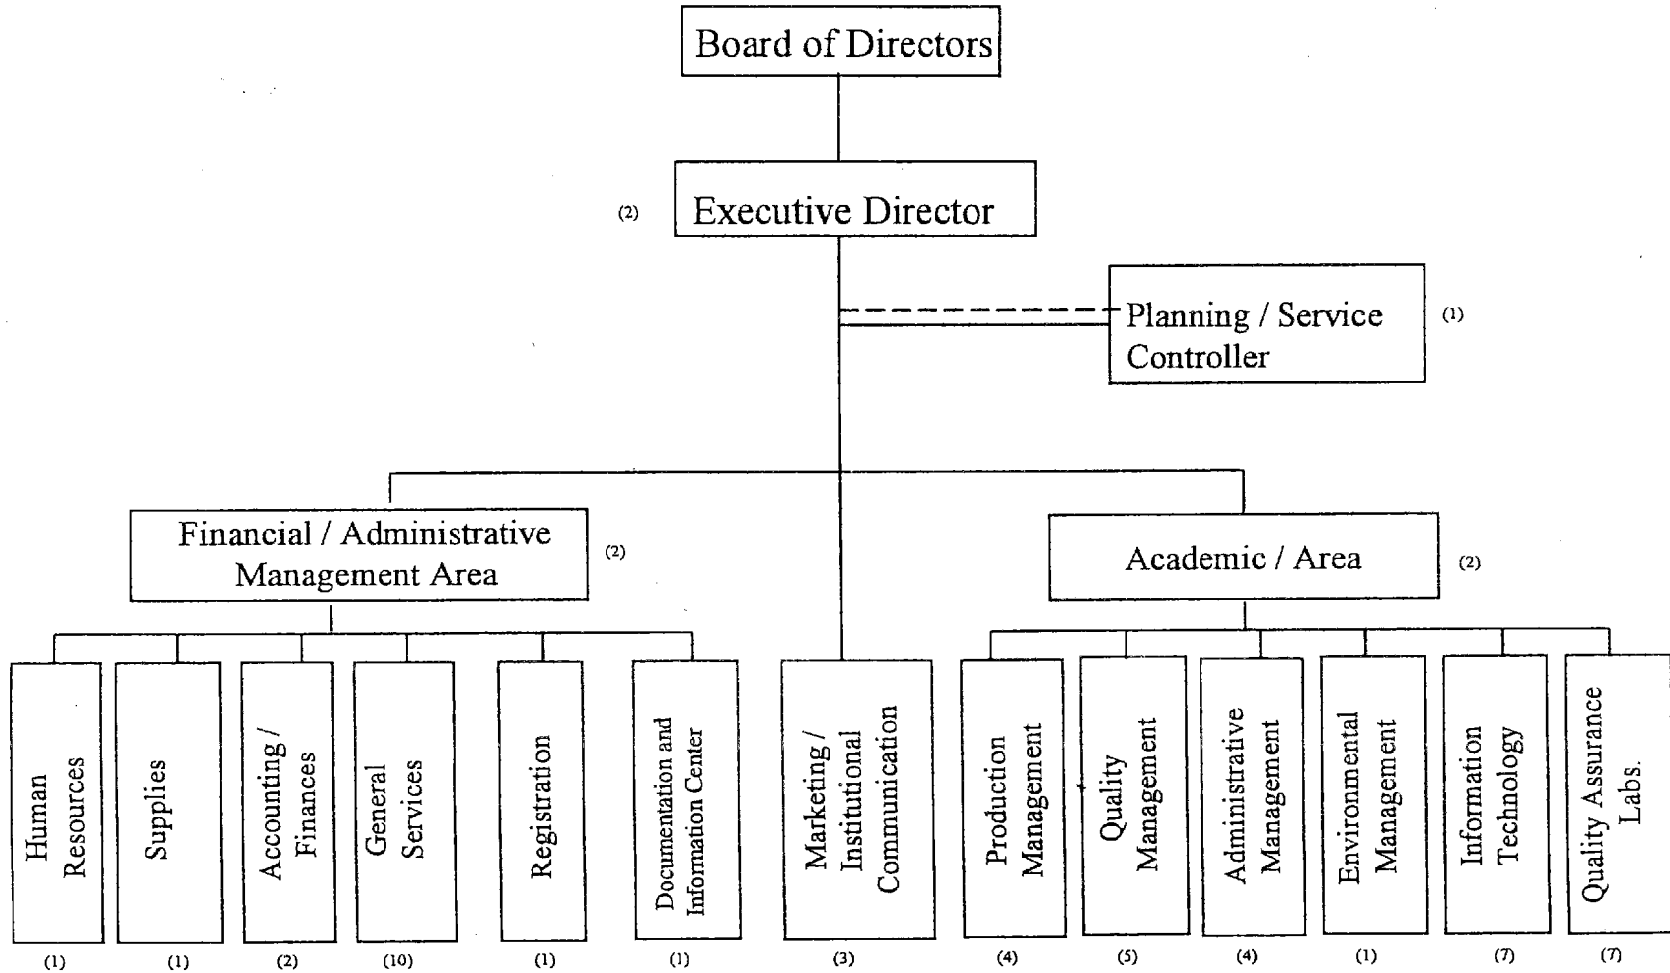 Board of Directors
(2)
Executive Director
Planning / Service
Controller
(1)
Financial / Administrative
Management Area
(2)
Academic / Area
(2)
Human
Resources
Supplies
Accounting /
Finances
General
Services
Registration
Documentation and
Information Center
Marketing /
Institutional
Communication
Production
Management
Quality
Management
Administrative
Management
Environmental
Management
Information
Technology
Quality Assurance
Labs.
(1)
(1)
(2)
(10)
(1)
(1)
(3)
(4)
(5)
(4)
(1)
(7)
(7)